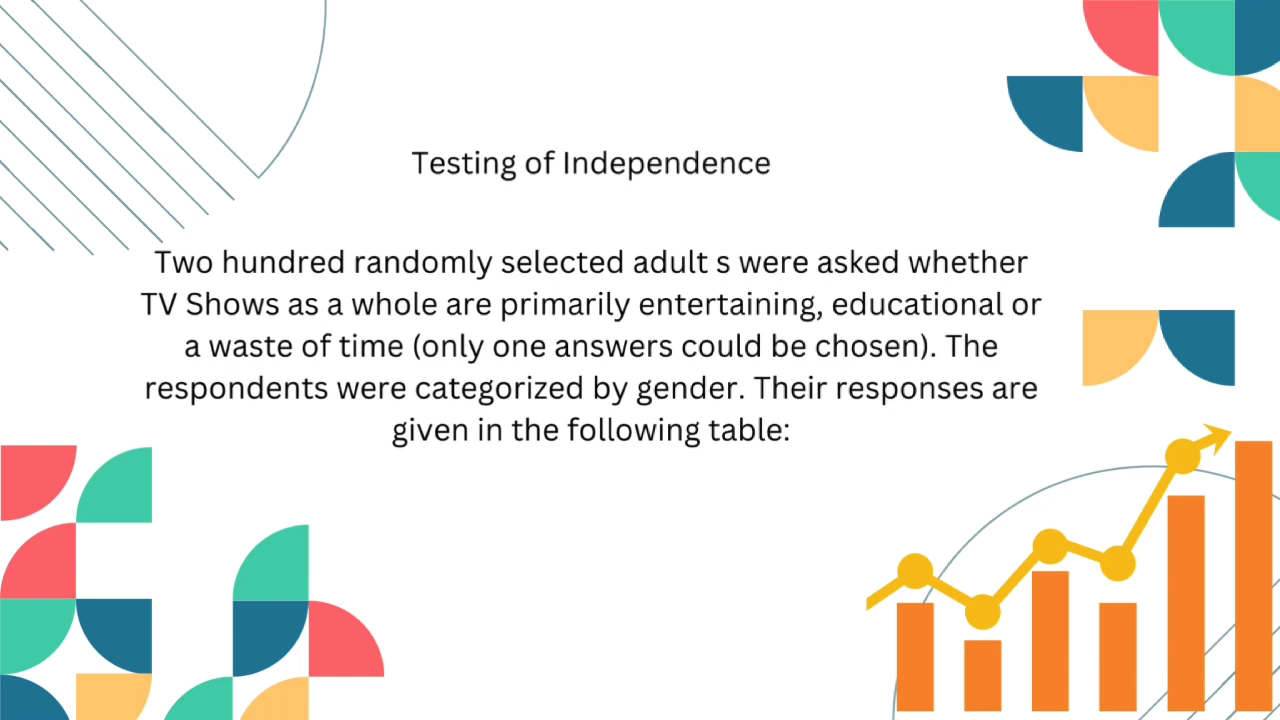 Testing of Independence
Two hundred randomly selected adult s were asked whether
TV Shows as a whole are primarily entertaining, educational or
a waste of time (only one answers could be chosen). The
respondents were categorized by gender. Their responses are
given in the following table: